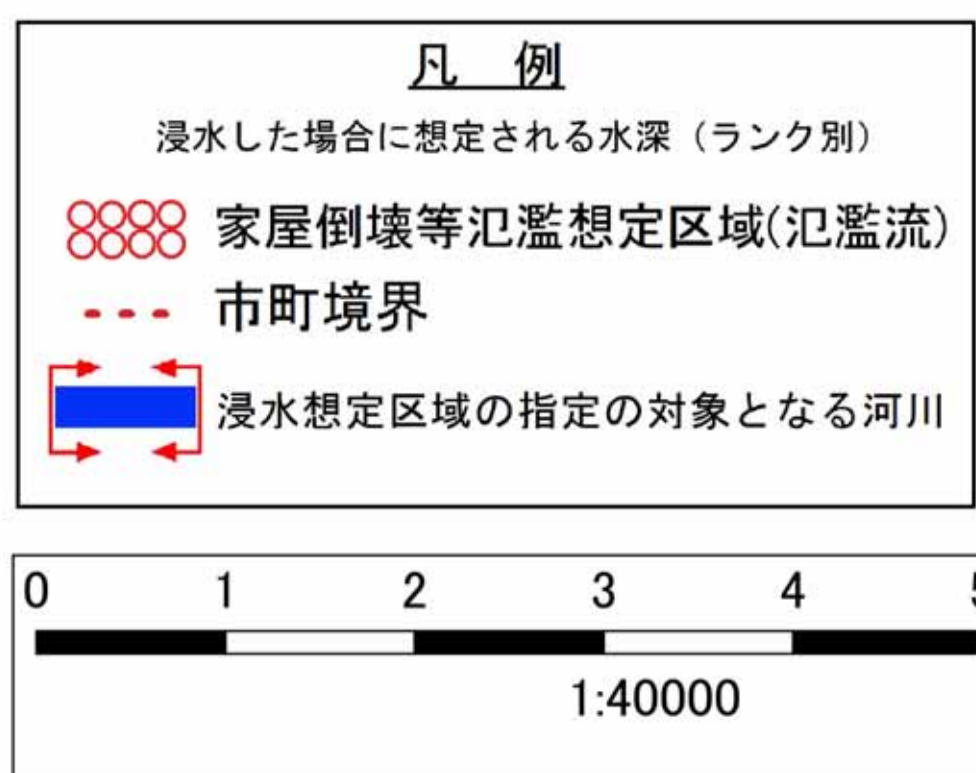 凡　例
浸水した場合に想定される水深（ランク別）
家屋倒壊等氾濫想定区域(氾濫流)
市町境界
浸水想定区域の指定の対象となる河川
0 1 2 3 4
1:40000